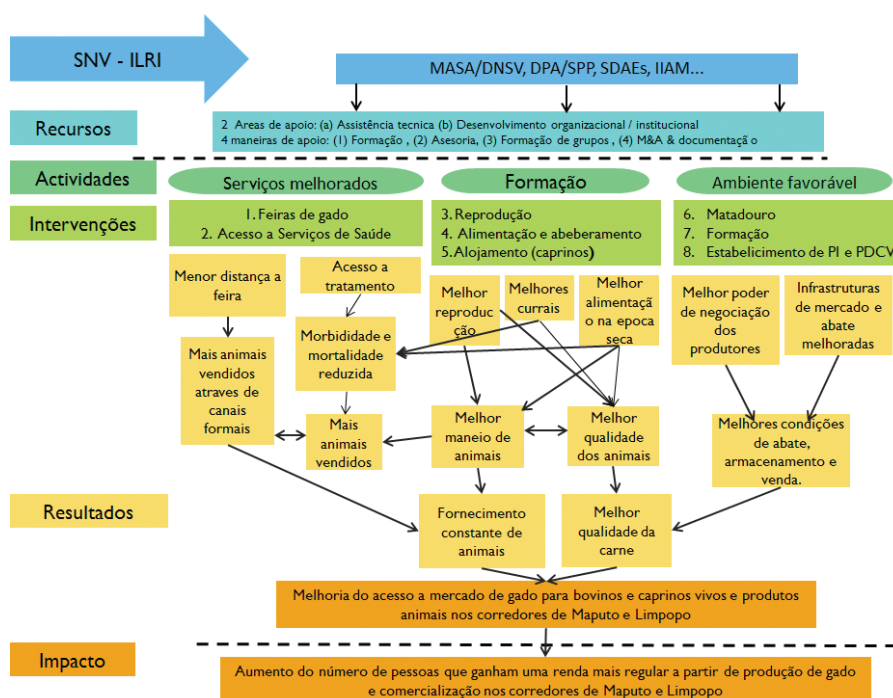 SNV - ILRI
MASA/DNSV, DPA/SPP, SDAEs, IIAM...
Recursos
2 Areas de apoio: (a) Assistência tecnica (b) Desenvolvimento organizacional / institucional
4 maneiras de apoio: (1) Formação , (2) Asesoria, (3) Formação de grupos , (4) M&A & documentaçã o
Actividades
Serviços melhorados
Formação
Ambiente favorável
Intervenções
1. Feiras de gado
2. Acesso a Serviços de Saúde
3. Reprodução
4. Alimentação e abeberamento
5. Alojamento (caprinos)
6. Matadouro
7. Formação
8. Estabelicimento de PI e PDCV
Menor distança a
feira
Acesso a
tratamento
Melhor
reprodu
cção
Melhores
currais
Melhor
alimentaçã
o na epoca
seca
Melhor poder
de negociação
dos
produtores
Infrastruturas
de mercado e
abate
melhoradas
Mais animais
vendidos
atraves de
canais
formais
Morbididade e
mortalidade
reduzida
Mais
animais
vendidos
Melhor
maneio de
animais
Melhor
qualidade
dos animais
Melhores condições
de abate,
armacenamento e
venda.
Resultados
Fornecimento
constante de
animais
Melhor
qualidade da
carne
Melhoria do acesso a mercado de gado para bovinos e caprinos vivos e produtos
animais nos corredores de Maputo e Limpopo
Impacto
Aumento do número de pessoas que ganham uma renda mais regular a partir de produção de gado
e comercialização nos corredores de Maputo e Limpopo